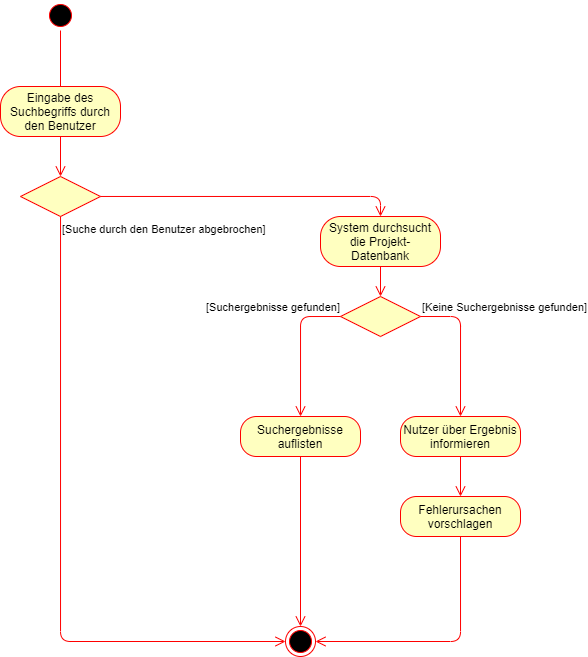 Eingabe des
Suchbegriffs durch
den Benutzer
[Suche durch den Benutzer abgebrochen]
System durchsucht
die Projekt-
Datenbank
[Suchergebnisse gefunden]
[Keine Suchergebnisse gefunden]
Suchergebnisse
auflisten
Nutzer über Ergebnis
informieren
Fehlerursachen
vorschlagen